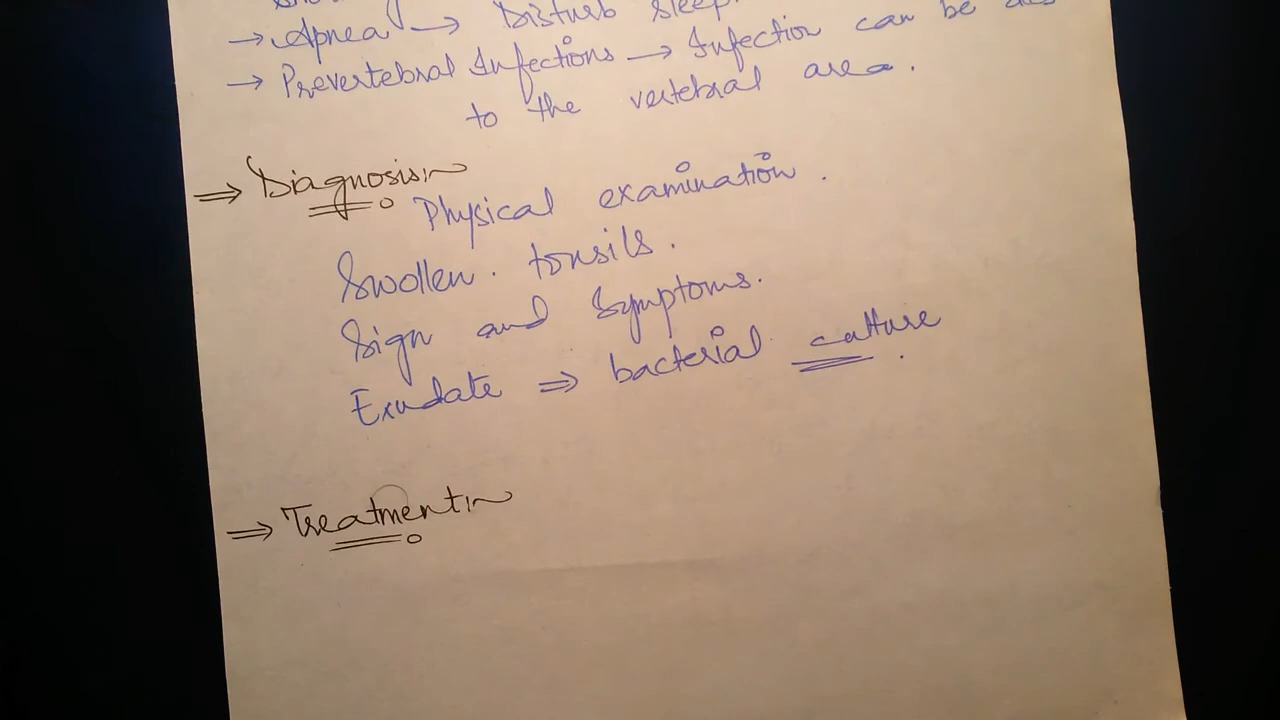 → Apnea → Disturb sleep.
→ Prevertebral Infections → Infection can be
to the vertebral area.
⇒ Diagnosis:~
Physical examination.
Swollen. tonsils.
Sign and Symptoms.
Exudate ⇒ bacterial culture.
⇒ Treatment:~